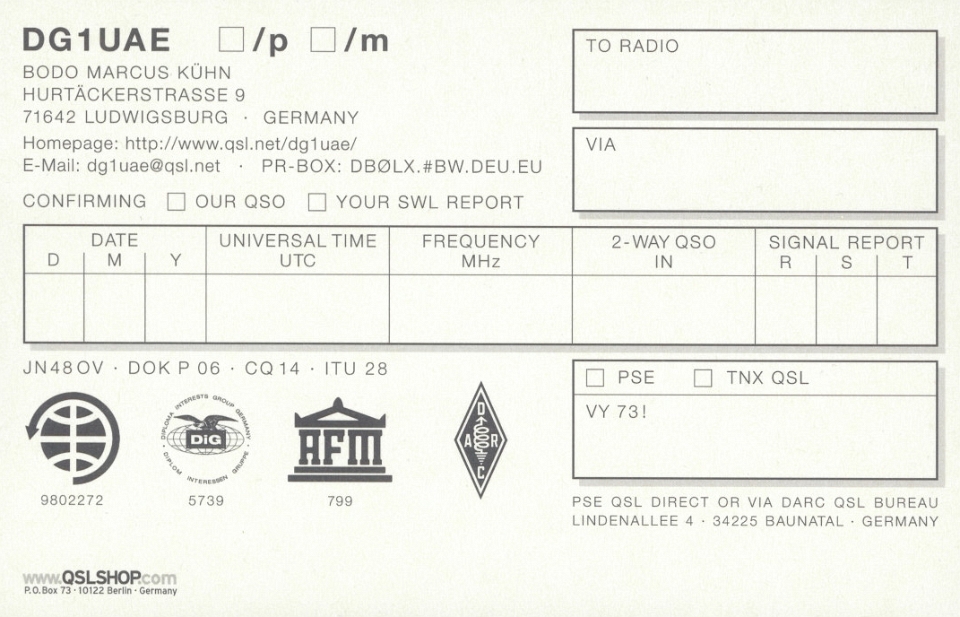 DG1UAE □/p □/m
BODO MARCUS KÜHN
HURTÄCKERSTRASSE 9
71642 LUDWIGSBURG · GERMANY
Homepage: http://www.qsl.net/dg1uae/
E-Mail: dg1uae@qsl.net · PR-BOX: DBØLX.#BW.DEU.EU
CONFIRMING □ OUR QSO □ YOUR SWL REPORT
TO RADIO
VIA
DATE
D M Y
UNIVERSAL TIME
UTC
FREQUENCY
MHz
2-WAY QSO
IN
SIGNAL REPORT
R S T
JN48OV · DOK P 06 · CQ 14 · ITU 28
9802272
DIPLOMA INTERESTS GROUP GERMANY
DiG
DIPLOM INTERESSEN GRUPPE
5739
AFM
799
D
A R
C
□ PSE □ TNX QSL
VY 73!
PSE QSL DIRECT OR VIA DARC QSL BUREAU
LINDENALLEE 4 · 34225 BAUNATAL · GERMANY
www.QSLSHOP.com
P.O.Box 73 · 10122 Berlin · Germany